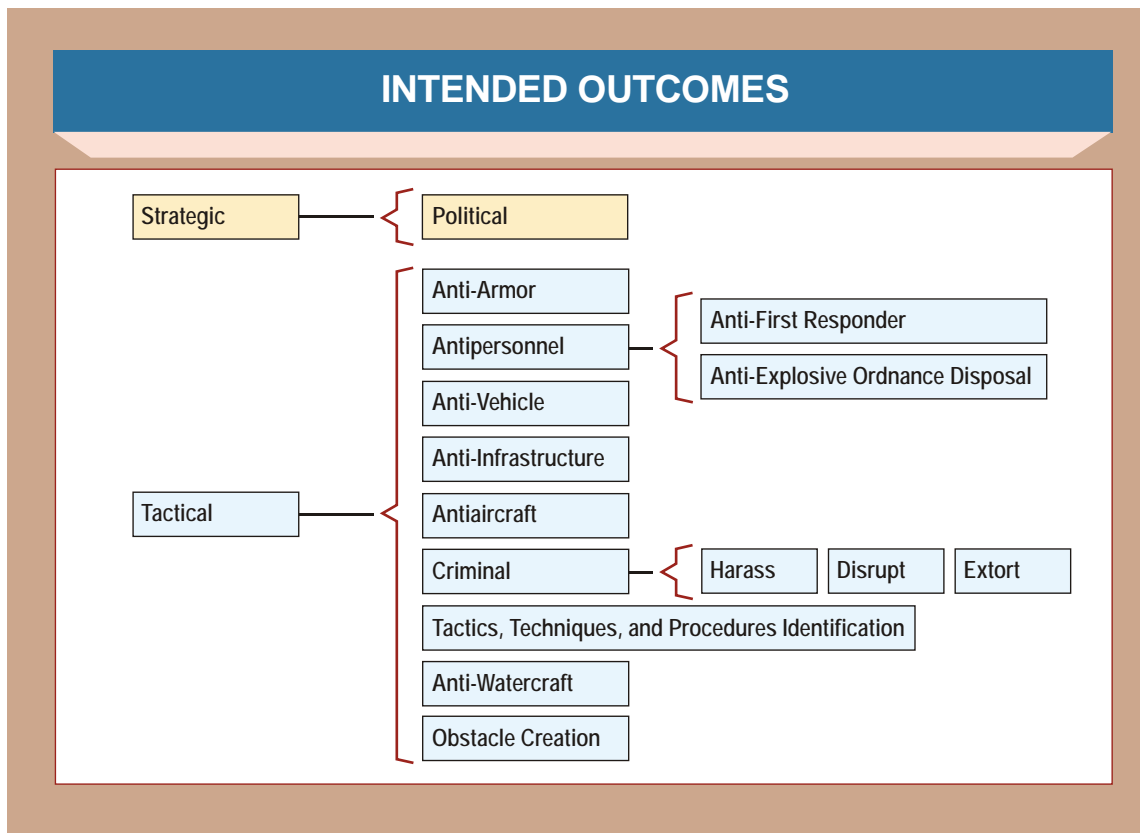 INTENDED OUTCOMES
Strategic
Political
Tactical
Anti-Armor
Antipersonnel
Anti-First Responder
Anti-Explosive Ordnance Disposal
Anti-Vehicle
Anti-Infrastructure
Antiaircraft
Criminal
Harass
Disrupt
Extort
Tactics, Techniques, and Procedures Identification
Anti-Watercraft
Obstacle Creation